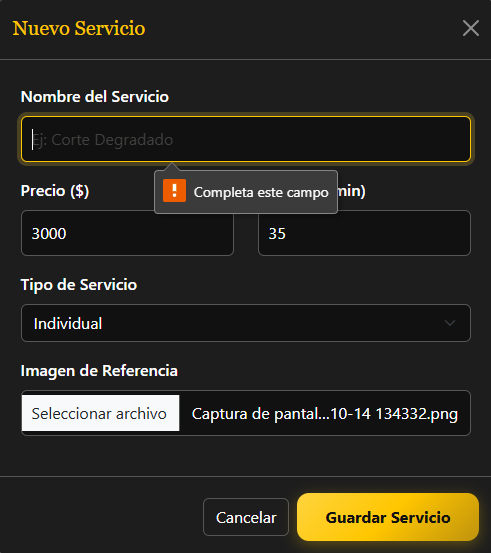 Nuevo Servicio
Nombre del Servicio
Ej: Corte Degradado
Completa este campo
Precio ($) min)
3000 35
Tipo de Servicio
Individual
Imagen de Referencia
Seleccionar archivo Captura de pantal...10-14 134332.png
Cancelar Guardar Servicio